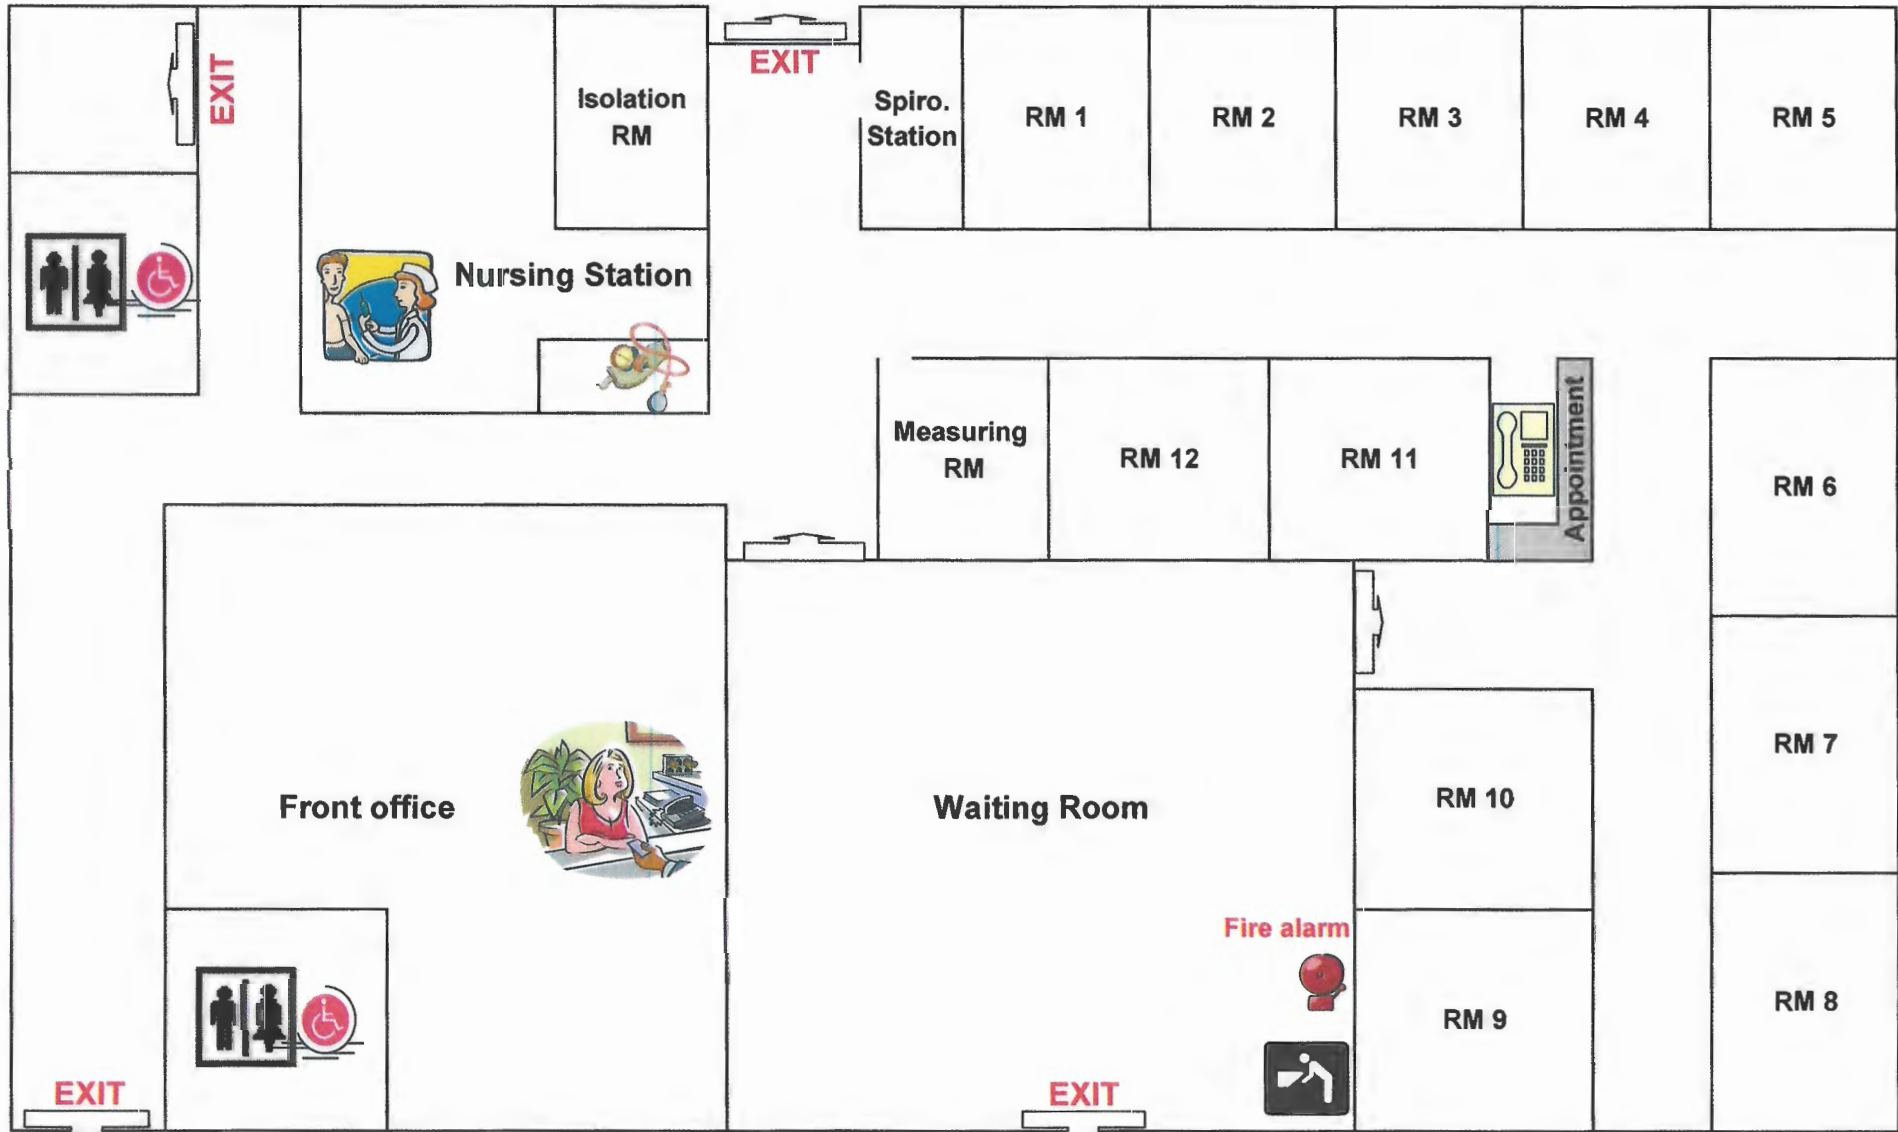 EXIT
EXIT
Isolation
RM
Spiro.
Station
RM 1
RM 2
RM 3
RM 4
RM 5
Nursing Station
Measuring
RM
RM 12
RM 11
Appointment
RM 6
RM 7
Front office
Waiting Room
RM 10
Fire alarm
RM 9
RM 8
EXIT
EXIT